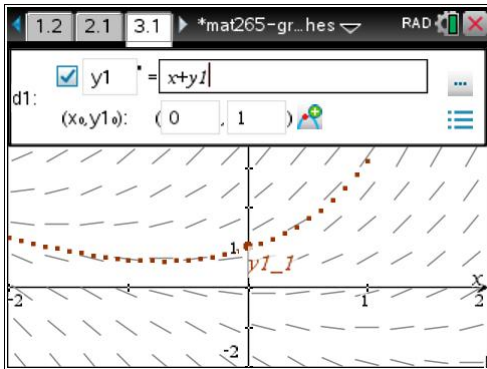 1.2 2.1 3.1 *mat265-gr…hes RAD
y1 ' = x+y1
d1:
(x₀,y1₀): ( 0 , 1 )
...
1
y1_1
x
-2 1 2
-2